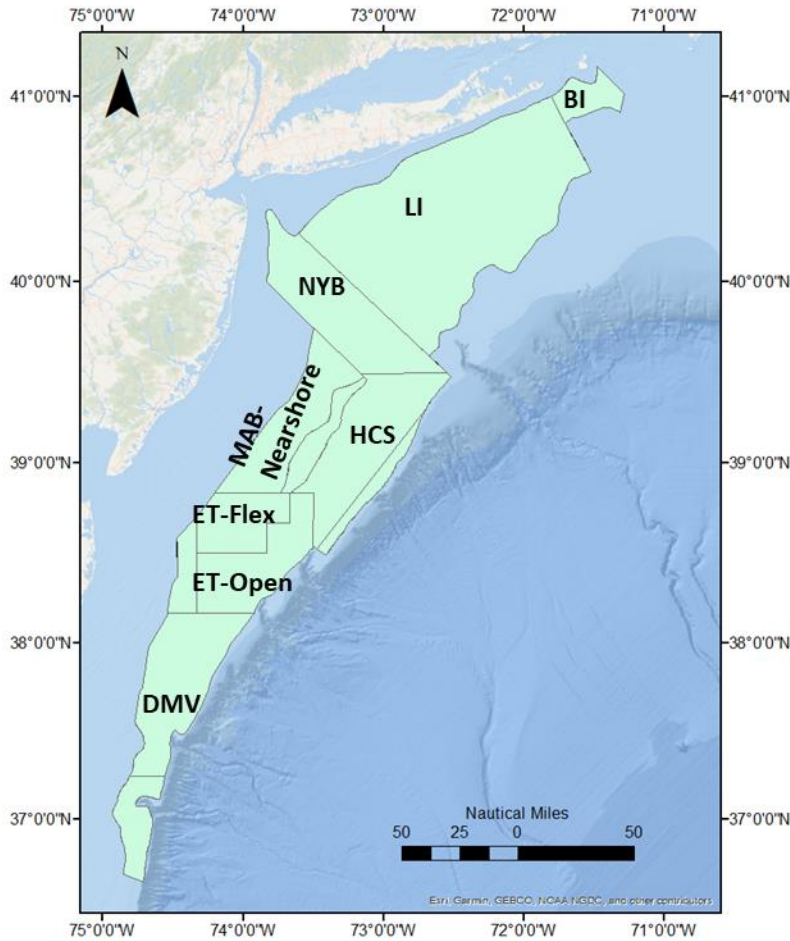 75°0'0"W 74°0'0"W 73°0'0"W 72°0'0"W 71°0'0"W
N
41°0'0"N 41°0'0"N
BI
LI
40°0'0"N 40°0'0"N
NYB
MAB-
Nearshore
HCS
39°0'0"N 39°0'0"N
ET-Flex
ET-Open
38°0'0"N 38°0'0"N
DMV
37°0'0"N 37°0'0"N
Nautical Miles
50 25 0 50
Esri, Garmin, GEBCO, NOAA NGDC, and other contributors
75°0'0"W 74°0'0"W 73°0'0"W 72°0'0"W 71°0'0"W